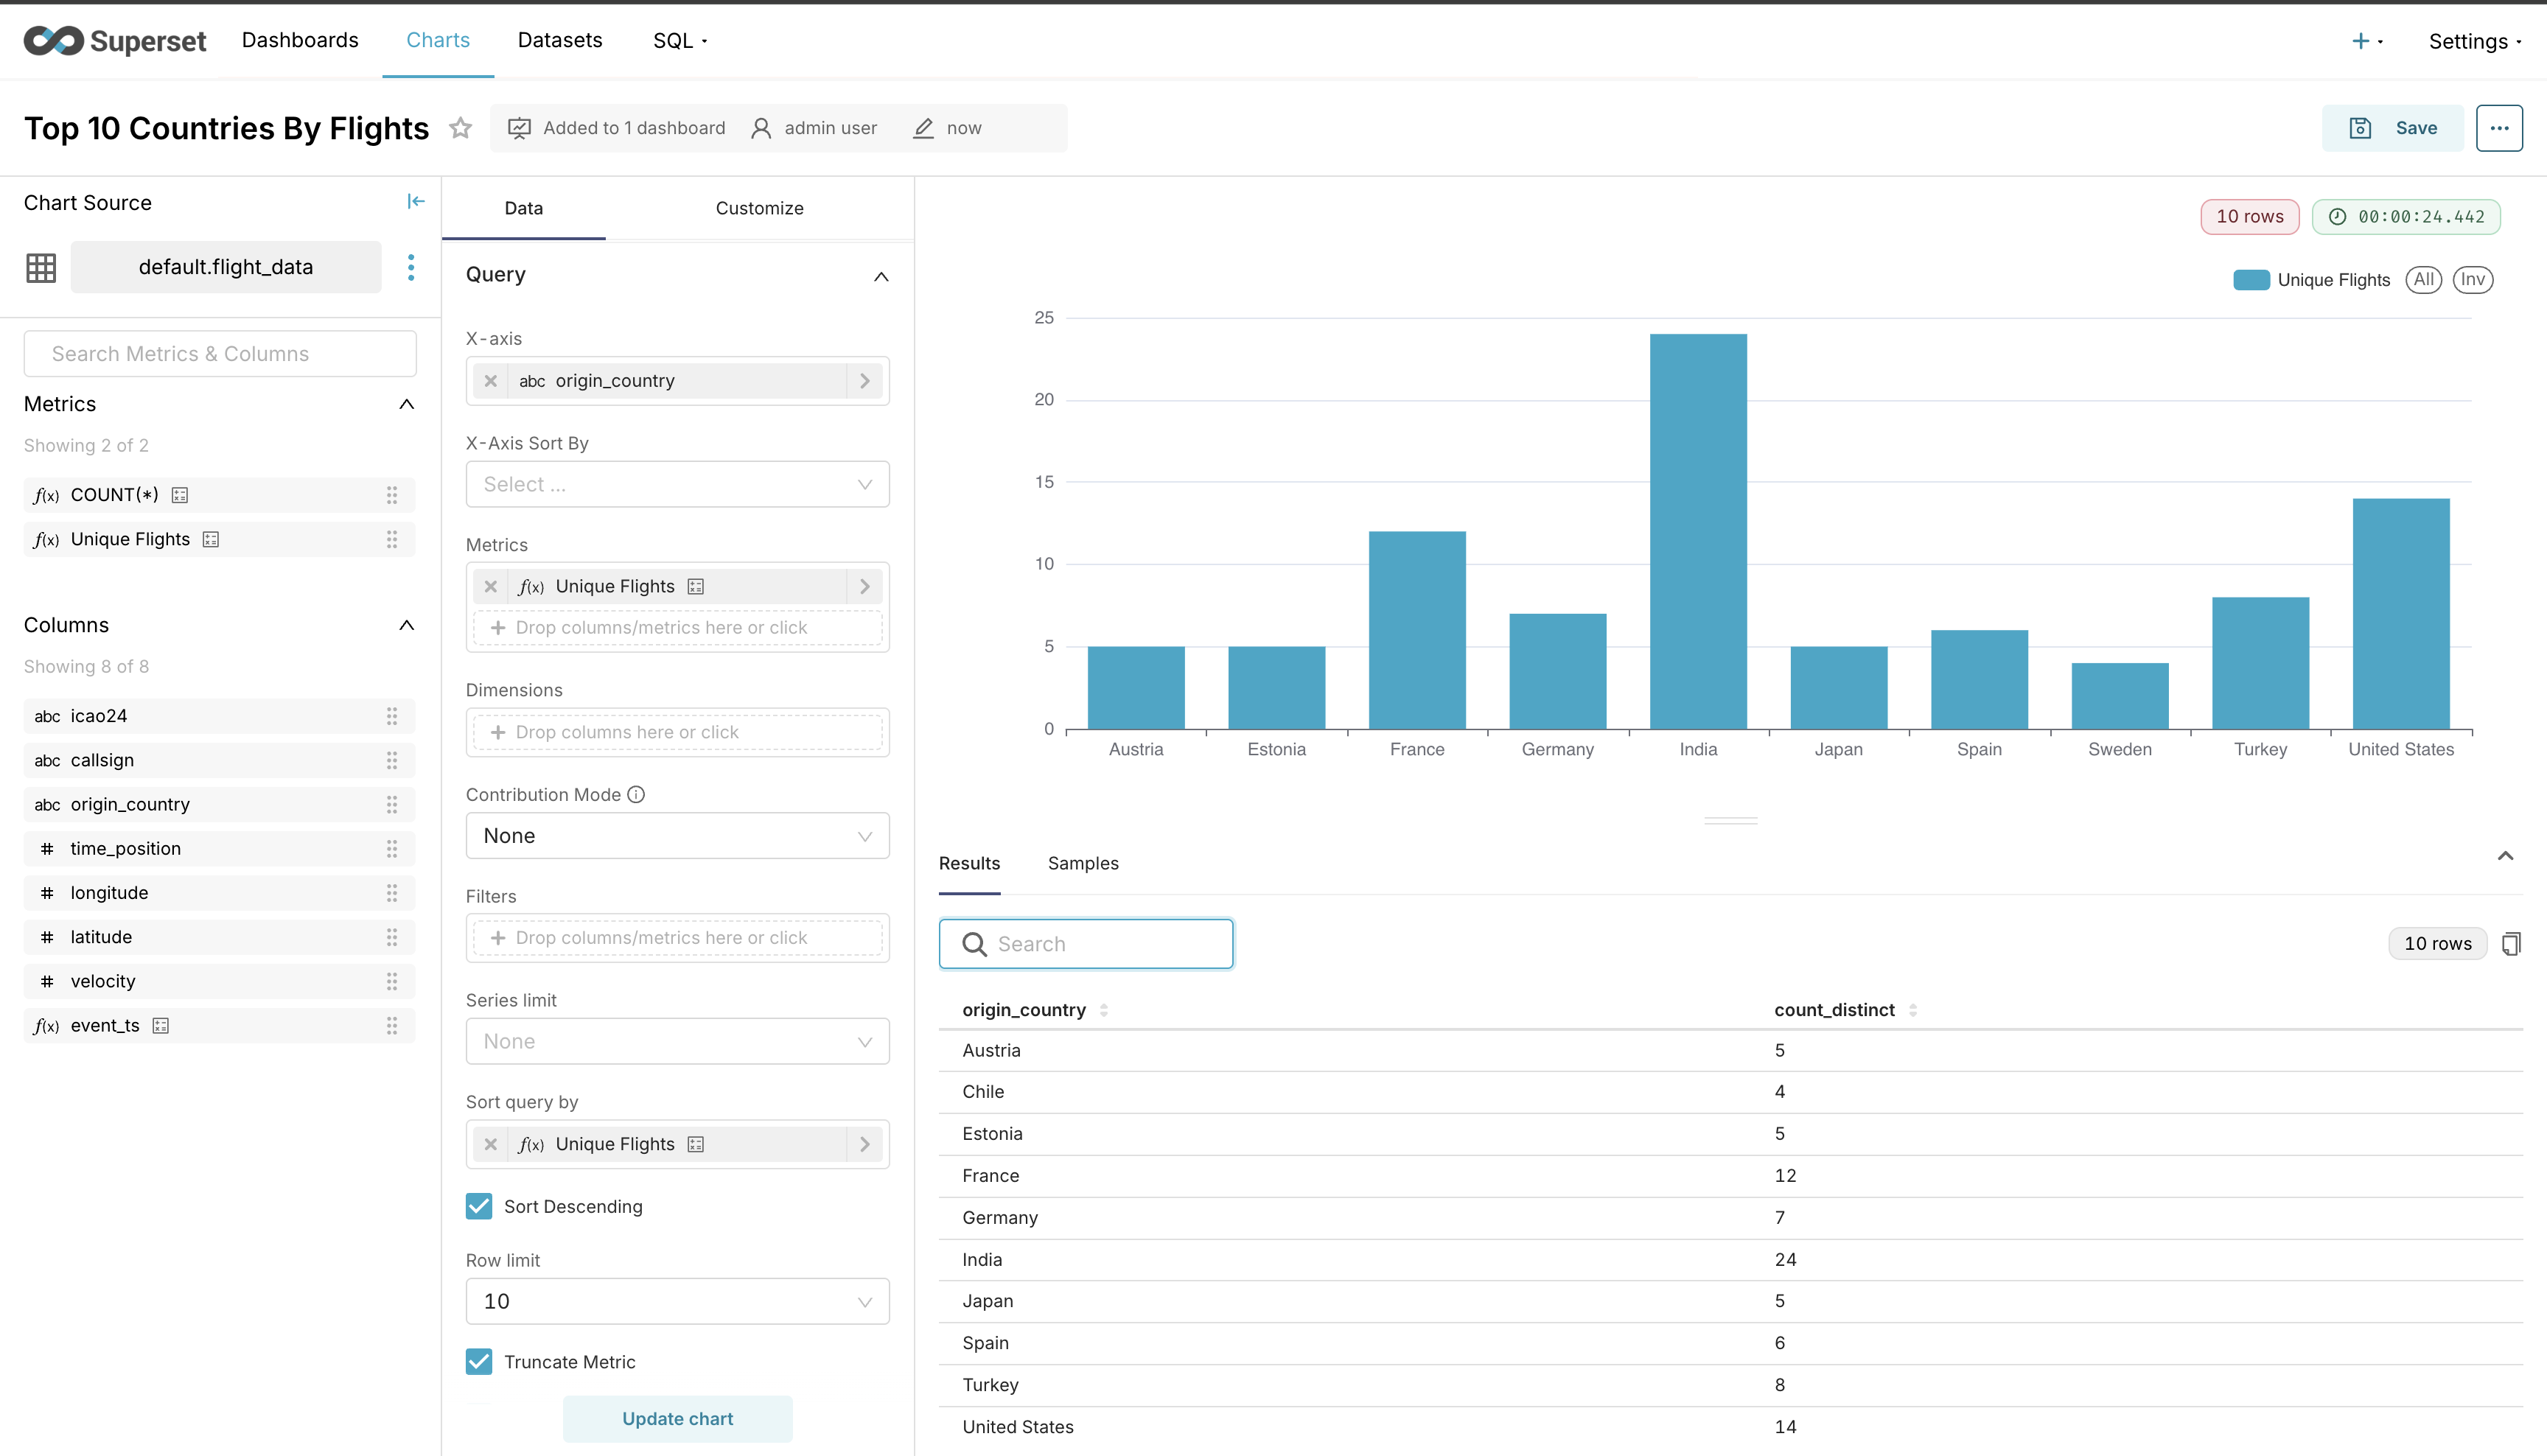 Superset Dashboards Charts Datasets SQL Settings
Top 10 Countries By Flights Added to 1 dashboard admin user now Save
Chart Source
default.flight_data
Search Metrics & Columns
Metrics
Showing 2 of 2
f(x) COUNT(*)
f(x) Unique Flights
Columns
Showing 8 of 8
abc icao24
abc callsign
abc origin_country
# time_position
# longitude
# latitude
# velocity
f(x) event_ts
Data Customize
Query
X-axis
abc origin_country
X-Axis Sort By
Select ...
Metrics
f(x) Unique Flights
+ Drop columns/metrics here or click
Dimensions
+ Drop columns here or click
Contribution Mode
None
Filters
+ Drop columns/metrics here or click
Series limit
None
Sort query by
f(x) Unique Flights
Sort Descending
Row limit
10
Truncate Metric
Update chart
10 rows 00:00:24.442
Unique Flights All Inv
25
20
15
10
5
0
Austria Estonia France Germany India Japan Spain Sweden Turkey United States
Results Samples
Search 10 rows
origin_country count_distinct
Austria 5
Chile 4
Estonia 5
France 12
Germany 7
India 24
Japan 5
Spain 6
Turkey 8
United States 14